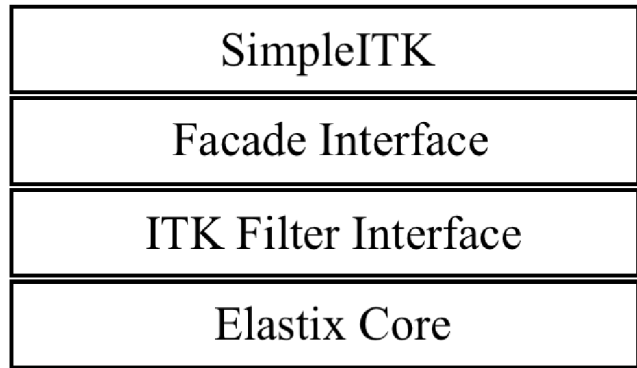 SimpleITK
Facade Interface
ITK Filter Interface
Elastix Core